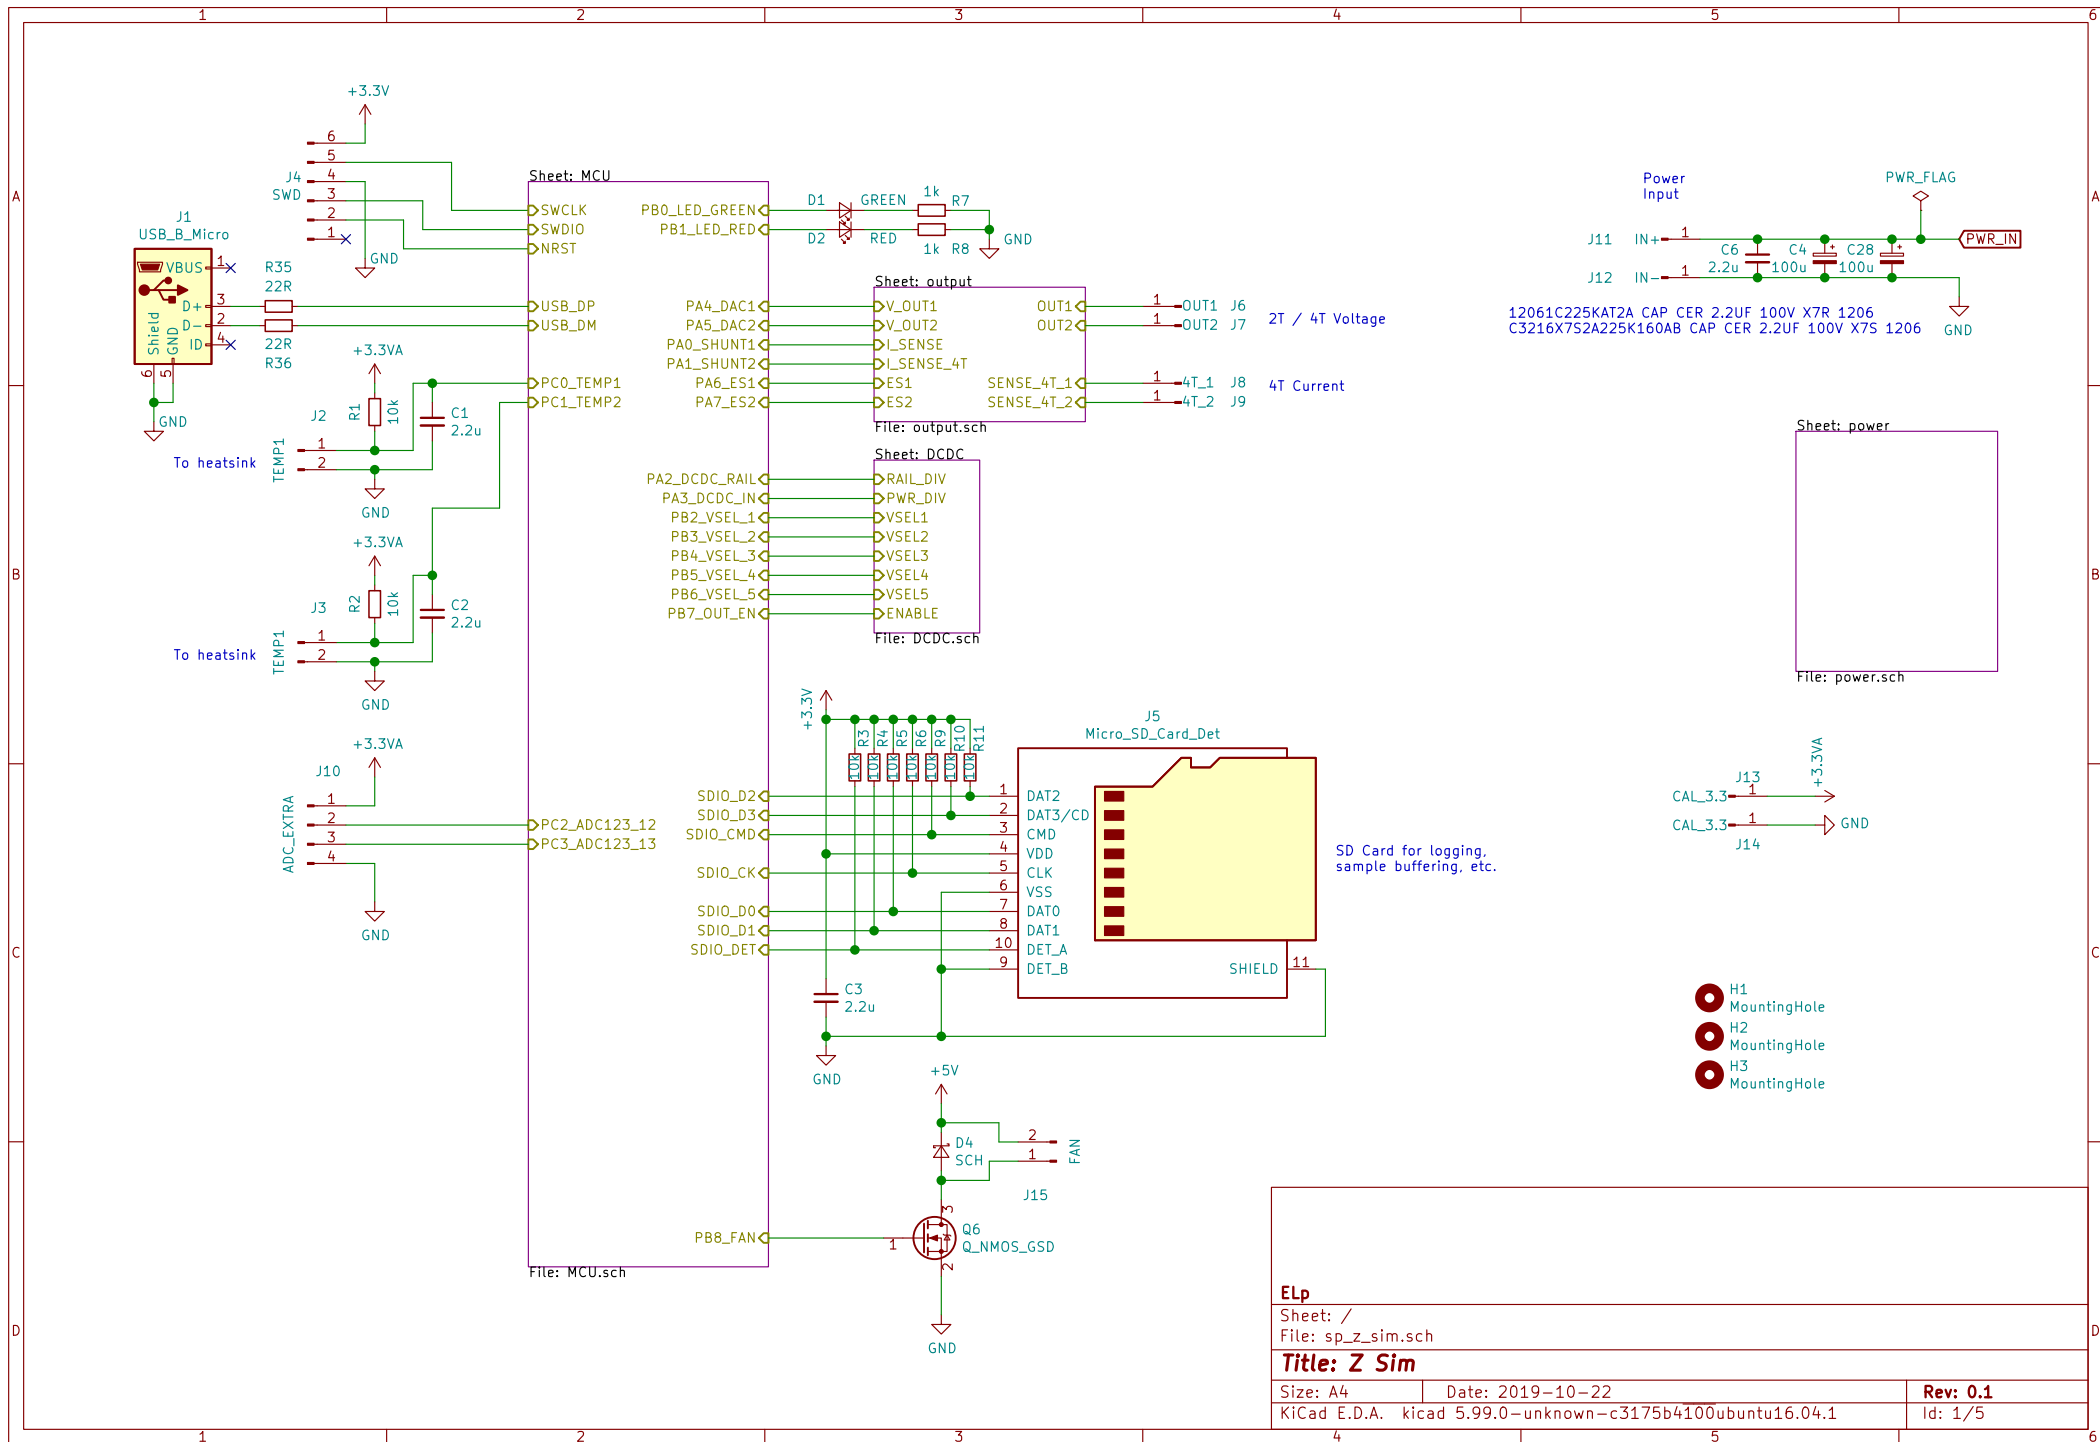 1 2 3 4 5 6
A
B
C
D
A
B
C
D
1 2 3 4 5 6
+3.3V
6
5
4
3
2
1
J4
SWD
GND
J1
USB_B_Micro
VBUS
D+
D-
ID
Shield
GND
1
3
2
4
6
5
GND
R35
22R
22R
R36
+3.3VA
R1
10k
J2
TEMP1
1
2
To heatsink
C1
2.2u
GND
+3.3VA
R2
10k
J3
TEMP1
1
2
To heatsink
C2
2.2u
GND
+3.3VA
J10
ADC_EXTRA
1
2
3
4
GND
Sheet: MCU
SWCLK
SWDIO
NRST
USB_DP
USB_DM
PC0_TEMP1
PC1_TEMP2
PC2_ADC123_12
PC3_ADC123_13
PB0_LED_GREEN
PB1_LED_RED
PA4_DAC1
PA5_DAC2
PA0_SHUNT1
PA1_SHUNT2
PA6_ES1
PA7_ES2
PA2_DCDC_RAIL
PA3_DCDC_IN
PB2_VSEL_1
PB3_VSEL_2
PB4_VSEL_3
PB5_VSEL_4
PB6_VSEL_5
PB7_OUT_EN
SDIO_D2
SDIO_D3
SDIO_CMD
SDIO_CK
SDIO_D0
SDIO_D1
SDIO_DET
PB8_FAN
File: MCU.sch
D1
GREEN
1k
R7
D2
RED
1k
R8
GND
Sheet: output
V_OUT1
V_OUT2
I_SENSE
I_SENSE_4T
ES1
ES2
OUT1
OUT2
SENSE_4T_1
SENSE_4T_2
File: output.sch
1 OUT1 J6
1 OUT2 J7
2T / 4T Voltage
1 4T_1 J8
1 4T_2 J9
4T Current
Sheet: DCDC
RAIL_DIV
PWR_DIV
VSEL1
VSEL2
VSEL3
VSEL4
VSEL5
ENABLE
File: DCDC.sch
+3.3V
R3
R4
R5
R6
R9
R10
R11
10k
10k
10k
10k
10k
10k
10k
J5
Micro_SD_Card_Det
1 DAT2
2 DAT3/CD
3 CMD
4 VDD
5 CLK
6 VSS
7 DAT0
8 DAT1
10 DET_A
9 DET_B
SHIELD 11
SD Card for logging,
sample buffering, etc.
C3
2.2u
GND
+5V
D4
SCH
2
1
FAN
J15
3
1
2
Q6
Q_NMOS_GSD
GND
Power
Input
PWR_FLAG
J11 IN+ 1
J12 IN- 1
C6
2.2u
C4
100u
+
C28
100u
+
PWR_IN
GND
12061C225KAT2A CAP CER 2.2UF 100V X7R 1206
C3216X7S2A225K160AB CAP CER 2.2UF 100V X7S 1206
Sheet: power
File: power.sch
+3.3VA
J13
CAL_3.3 1
CAL_3.3 1
J14
GND
H1
MountingHole
H2
MountingHole
H3
MountingHole
ELp
Sheet: /
File: sp_z_sim.sch
Title: Z Sim
Size: A4 Date: 2019-10-22 Rev: 0.1
KiCad E.D.A. kicad 5.99.0-unknown-c3175b4100ubuntu16.04.1 Id: 1/5